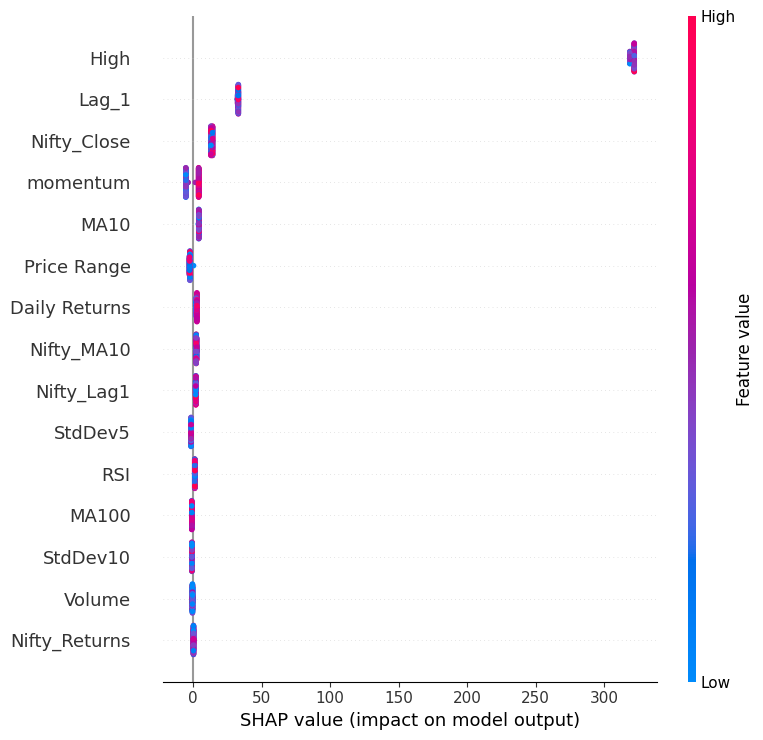 High
High
Lag_1
Nifty_Close
momentum
MA10
Price Range
Daily Returns
Nifty_MA10
Nifty_Lag1
StdDev5
RSI
MA100
StdDev10
Volume
Nifty_Returns
Feature value
Low
0 50 100 150 200 250 300
SHAP value (impact on model output)